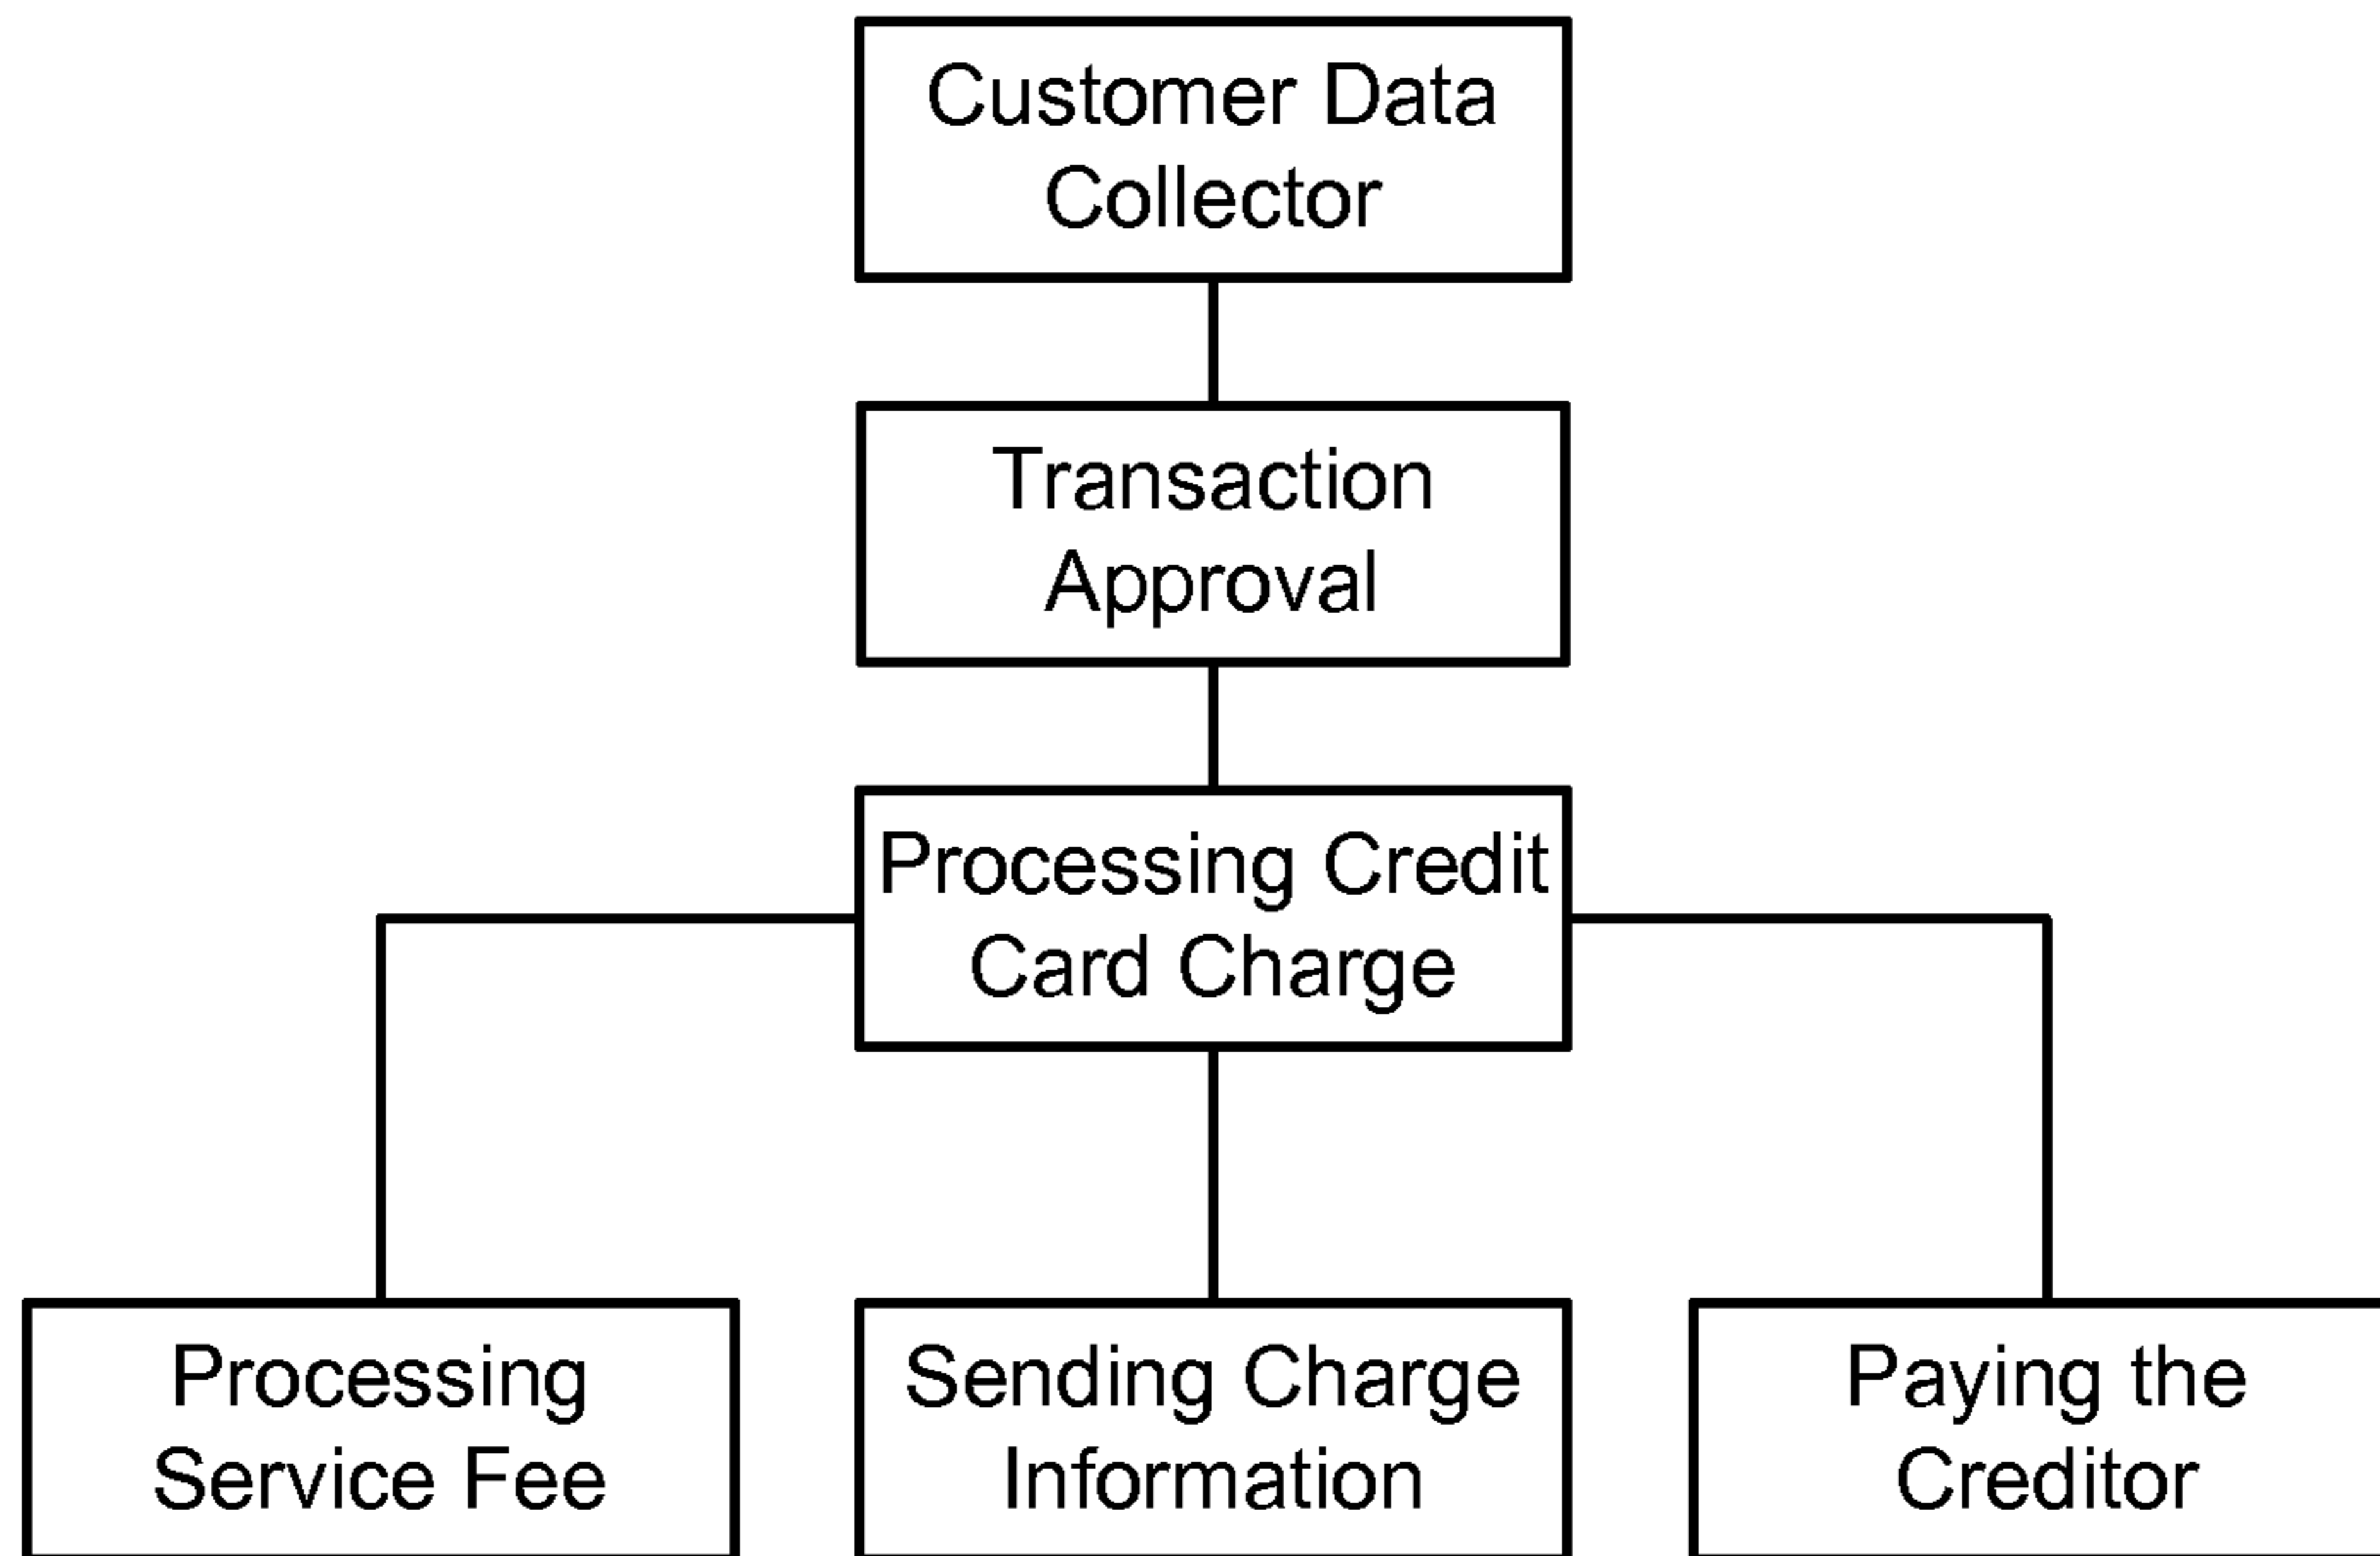 Customer Data
Collector
Transaction
Approval
Processing Credit
Card Charge
Processing
Service Fee
Sending Charge
Information
Paying the
Creditor